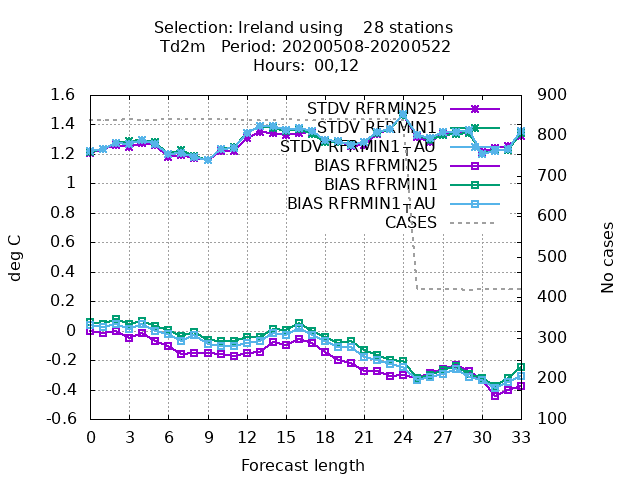 Selection: Ireland using    28 stations
Td2m   Period: 20200508-20200522
Hours:  00,12
STDV RFRMIN25
STDV RFRMIN1
STDV RFRMIN1_AU
BIAS RFRMIN25
BIAS RFRMIN1
BIAS RFRMIN1_AU
CASES
deg C
1.6
1.4
1.2
1
0.8
0.6
0.4
0.2
0
-0.2
-0.4
-0.6
900
800
700
600
500
400
300
200
100
No cases
0 3 6 9 12 15 18 21 24 27 30 33
Forecast length